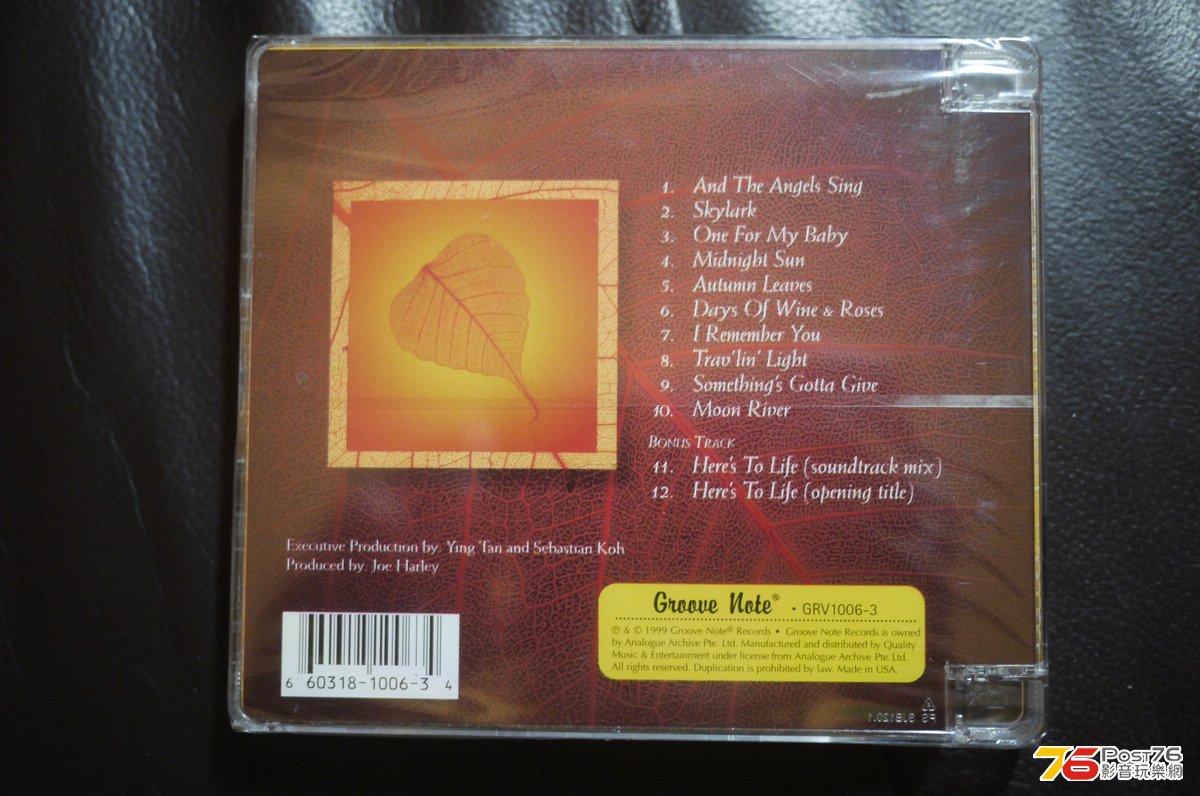 1. And The Angels Sing
2. Skylark
3. One For My Baby
4. Midnight Sun
5. Autumn Leaves
6. Days Of Wine & Roses
7. I Remember You
8. Trav'lin' Light
9. Something's Gotta Give
10. Moon River
Bonus Track
11. Here's To Life (soundtrack mix)
12. Here's To Life (opening title)
Executive Production by: Ying Tan and Sebastian Koh
Produced by: Joe Harley
Groove Note® • GRV1006-3
℗ & © 1999 Groove Note® Records • Groove Note Records is owned
by Analogue Archive Pte. Ltd. Manufactured and distributed by Quality
Music & Entertainment under license from Analogue Archive Pte. Ltd.
All rights reserved. Duplication is prohibited by law. Made in USA.
6 60318-1006-3 4
76 Post76
影音玩樂網